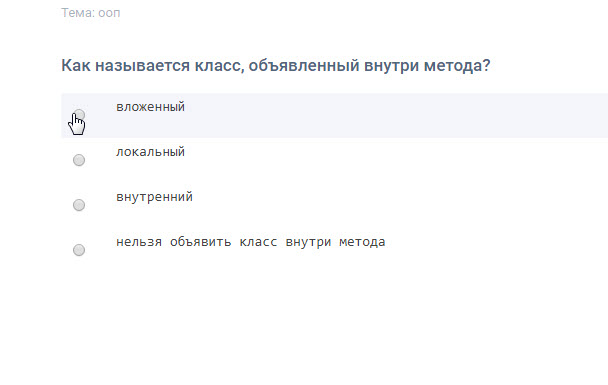 Тема: ооп
Как называется класс, объявленный внутри метода?
вложенный
локальный
внутренний
нельзя объявить класс внутри метода